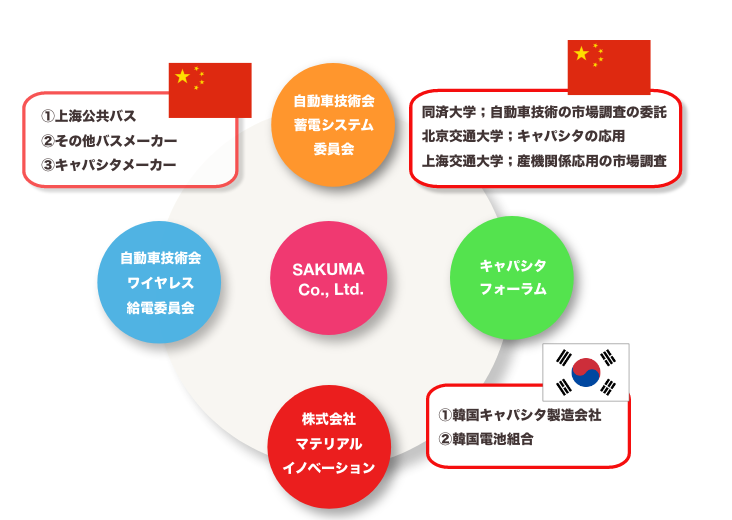 ①上海公共バス
②その他バスメーカー
③キャパシタメーカー
自動車技術会
蓄電システム
委員会
同済大学；自動車技術の市場調査の委託
北京交通大学；キャパシタの応用
上海交通大学；産機関係応用の市場調査
自動車技術会
ワイヤレス
給電委員会
SAKUMA
Co., Ltd.
キャパシタ
フォーラム
株式会社
マテリアル
イノベーション
①韓国キャパシタ製造会社
②韓国電池組合